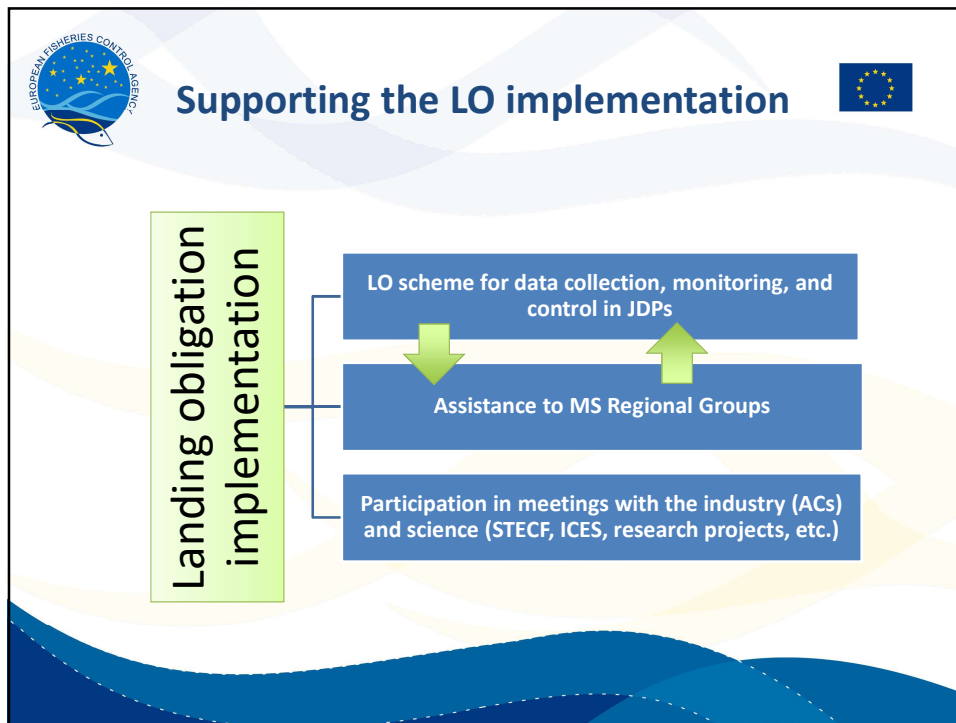 EUROPEAN FISHERIES CONTROL AGENCY
Supporting the LO implementation
Landing obligation
implementation
LO scheme for data collection, monitoring, and
control in JDPs
Assistance to MS Regional Groups
Participation in meetings with the industry (ACs)
and science (STECF, ICES, research projects, etc.)